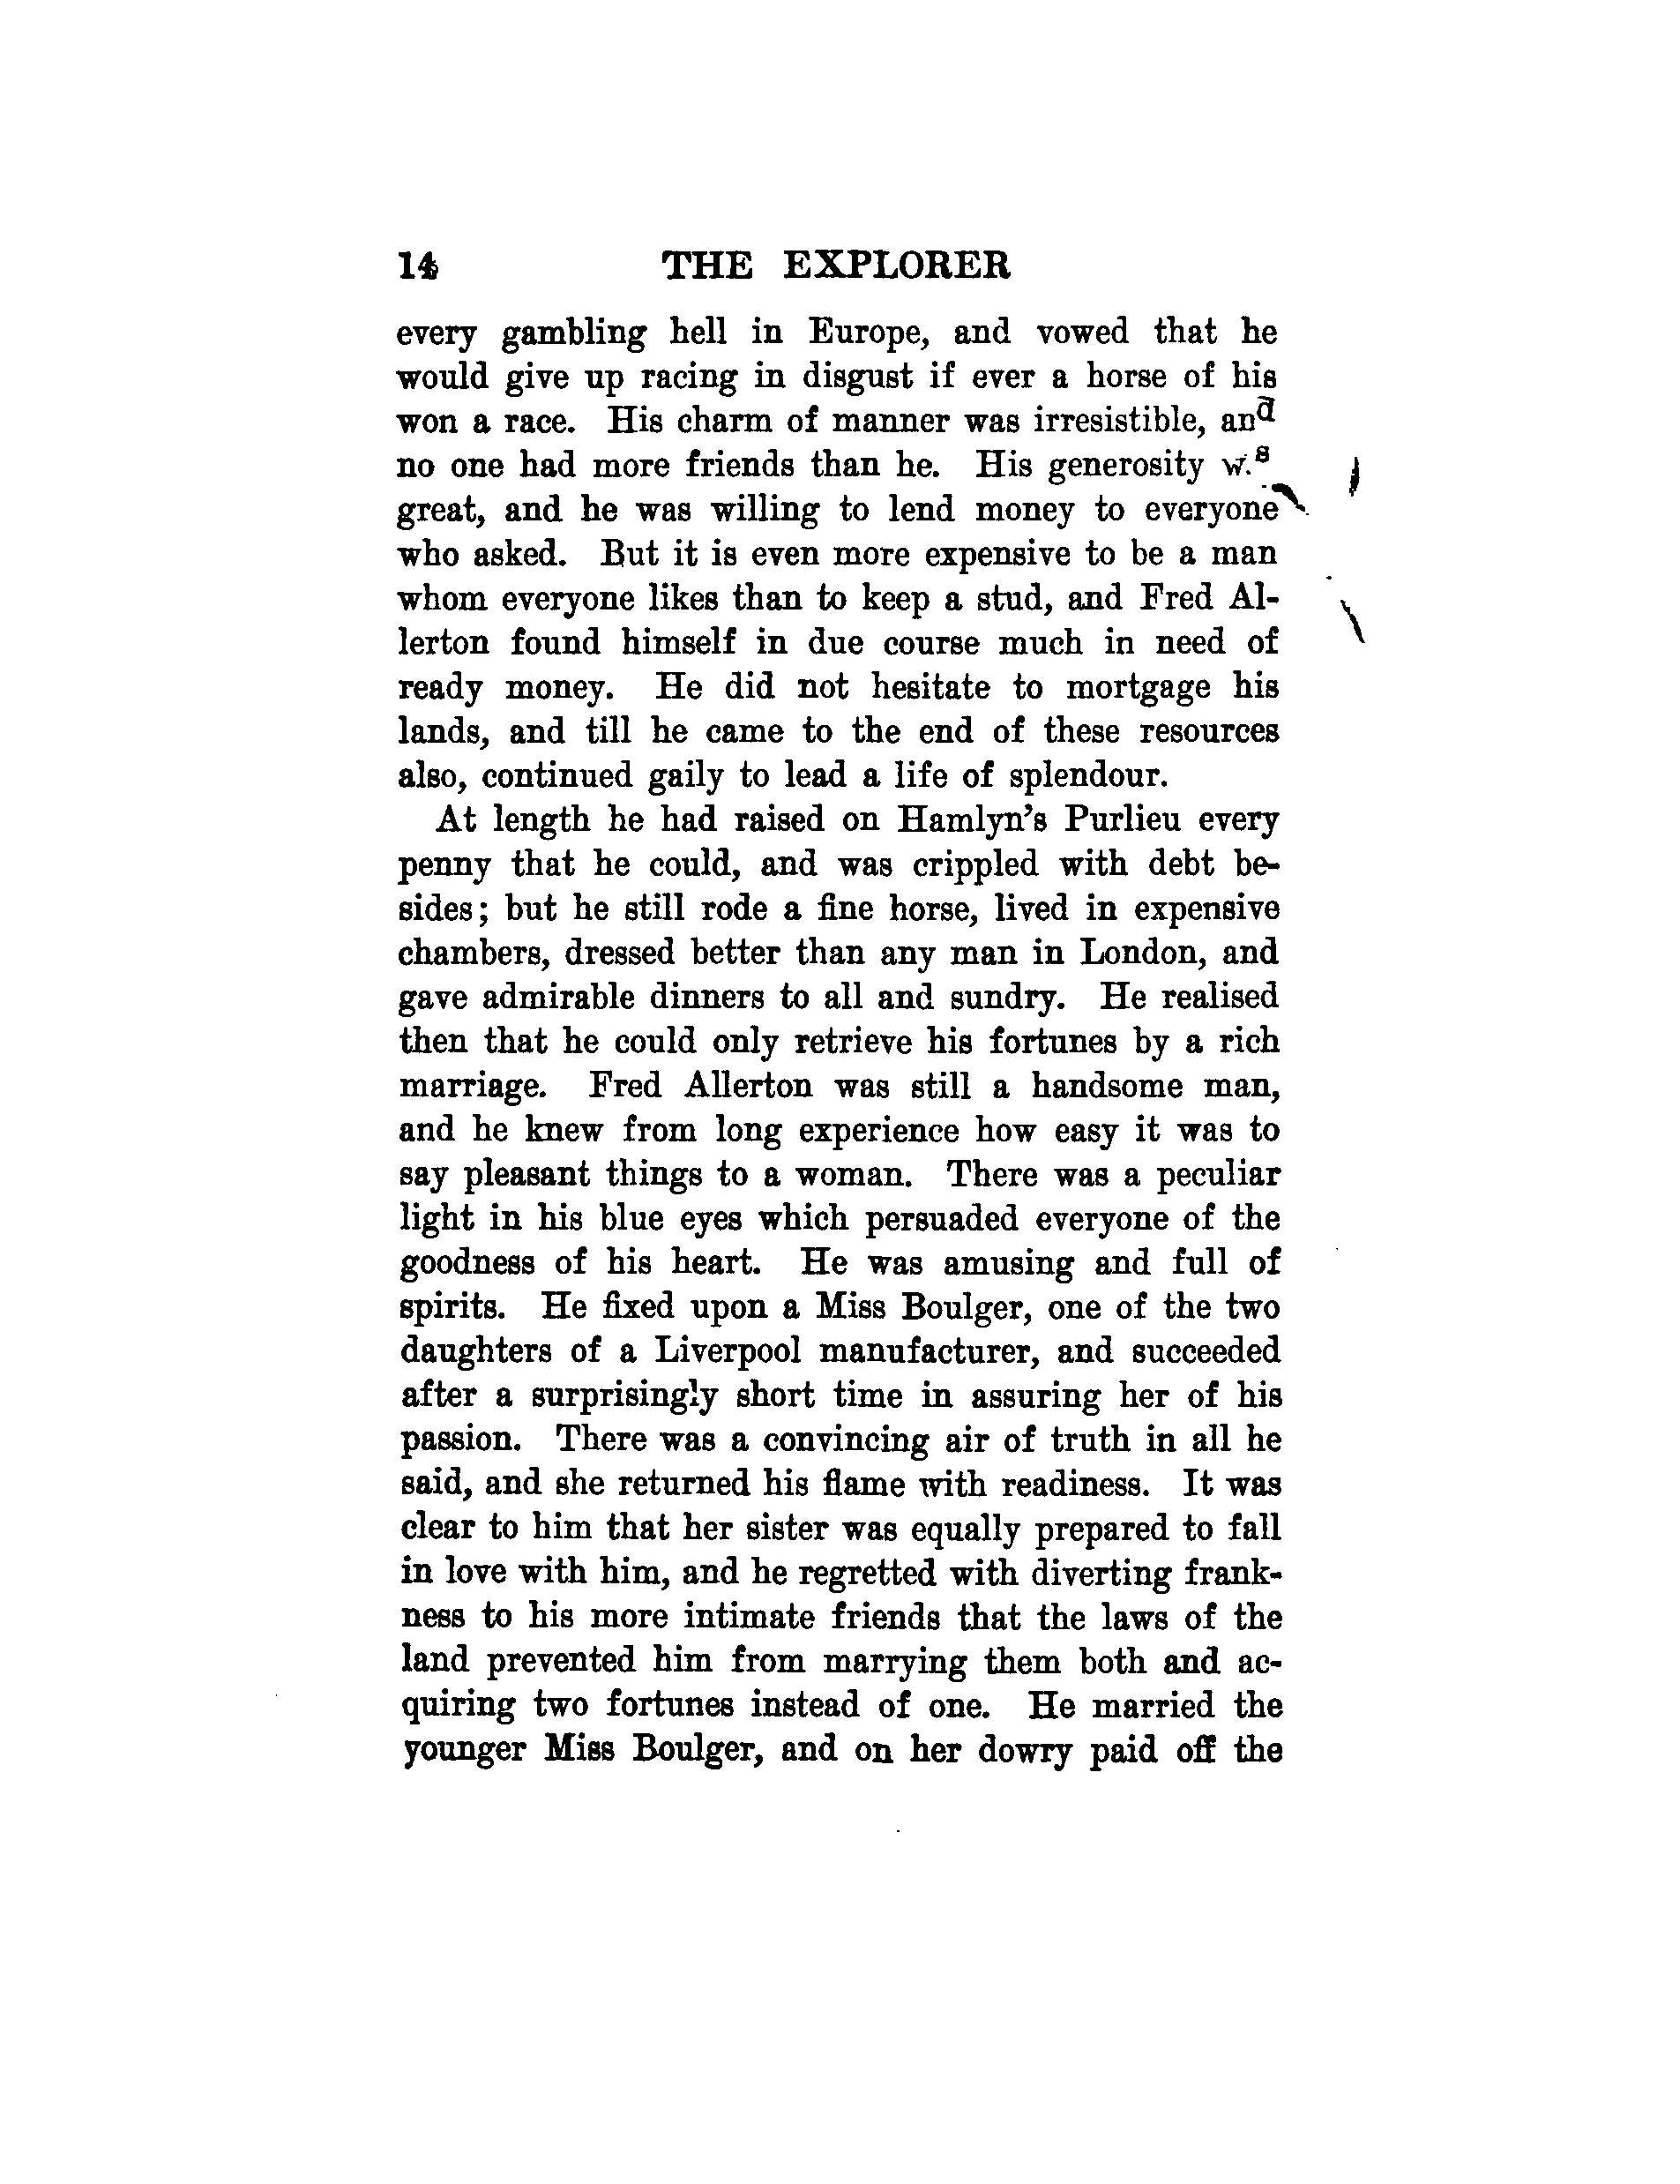 14 THE EXPLORER
every gambling hell in Europe, and vowed that he
would give up racing in disgust if ever a horse of his
won a race. His charm of manner was irresistible, and
no one had more friends than he. His generosity w.s
great, and he was willing to lend money to everyone
who asked. But it is even more expensive to be a man
whom everyone likes than to keep a stud, and Fred Al-
lerton found himself in due course much in need of
ready money. He did not hesitate to mortgage his
lands, and till he came to the end of these resources
also, continued gaily to lead a life of splendour.
At length he had raised on Hamlyn's Purlieu every
penny that he could, and was crippled with debt be-
sides; but he still rode a fine horse, lived in expensive
chambers, dressed better than any man in London, and
gave admirable dinners to all and sundry. He realised
then that he could only retrieve his fortunes by a rich
marriage. Fred Allerton was still a handsome man,
and he knew from long experience how easy it was to
say pleasant things to a woman. There was a peculiar
light in his blue eyes which persuaded everyone of the
goodness of his heart. He was amusing and full of
spirits. He fixed upon a Miss Boulger, one of the two
daughters of a Liverpool manufacturer, and succeeded
after a surprisingly short time in assuring her of his
passion. There was a convincing air of truth in all he
said, and she returned his flame with readiness. It was
clear to him that her sister was equally prepared to fall
in love with him, and he regretted with diverting frank-
ness to his more intimate friends that the laws of the
land prevented him from marrying them both and ac-
quiring two fortunes instead of one. He married the
younger Miss Boulger, and on her dowry paid off the